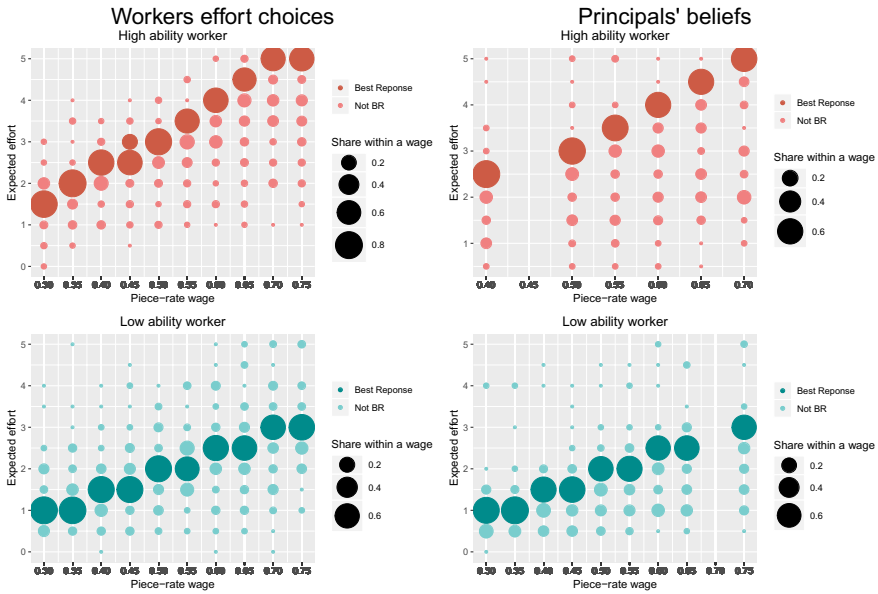 Workers effort choices
High ability worker
Expected effort
5
4
3
2
1
0
0.30 0.35 0.40 0.45 0.50 0.55 0.60 0.65 0.70 0.75
Piece−rate wage
Best Reponse
Not BR
Share within a wage
0.2
0.4
0.6
0.8
Principals' beliefs
High ability worker
Expected effort
5
4
3
2
1
0.40 0.45 0.50 0.55 0.60 0.65 0.70
Piece−rate wage
Best Reponse
Not BR
Share within a wage
0.2
0.4
0.6
Low ability worker
Expected effort
5
4
3
2
1
0
0.30 0.35 0.40 0.45 0.50 0.55 0.60 0.65 0.70 0.75
Piece−rate wage
Best Reponse
Not BR
Share within a wage
0.2
0.4
0.6
Low ability worker
Expected effort
5
4
3
2
1
0
0.30 0.35 0.40 0.45 0.50 0.55 0.60 0.65 0.70 0.75
Piece−rate wage
Best Reponse
Not BR
Share within a wage
0.2
0.4
0.6